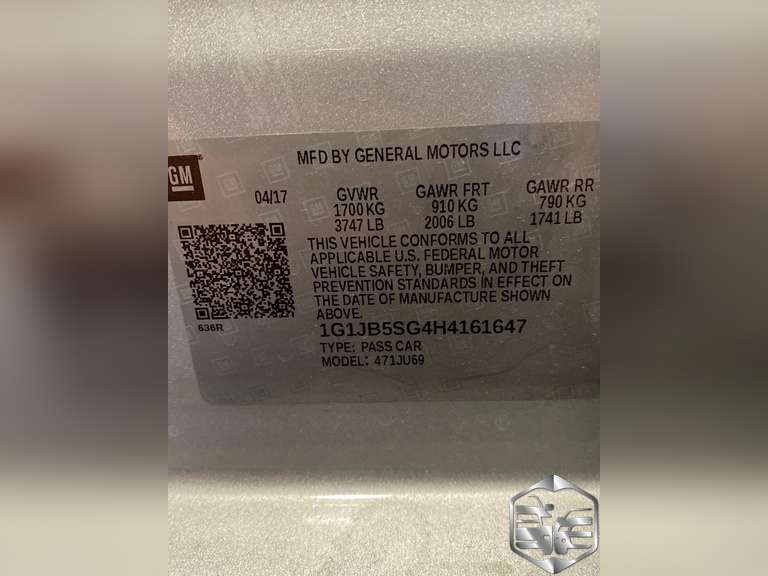 MFD BY GENERAL MOTORS LLC
GM
04/17 GVWR GAWR FRT GAWR RR
1700 KG 910 KG 790 KG
3747 LB 2006 LB 1741 LB
THIS VEHICLE CONFORMS TO ALL
APPLICABLE U.S. FEDERAL MOTOR
VEHICLE SAFETY, BUMPER, AND THEFT
PREVENTION STANDARDS IN EFFECT ON
THE DATE OF MANUFACTURE SHOWN
ABOVE.
636R
1G1JB5SG4H4161647
TYPE: PASS CAR
MODEL: 471JU69